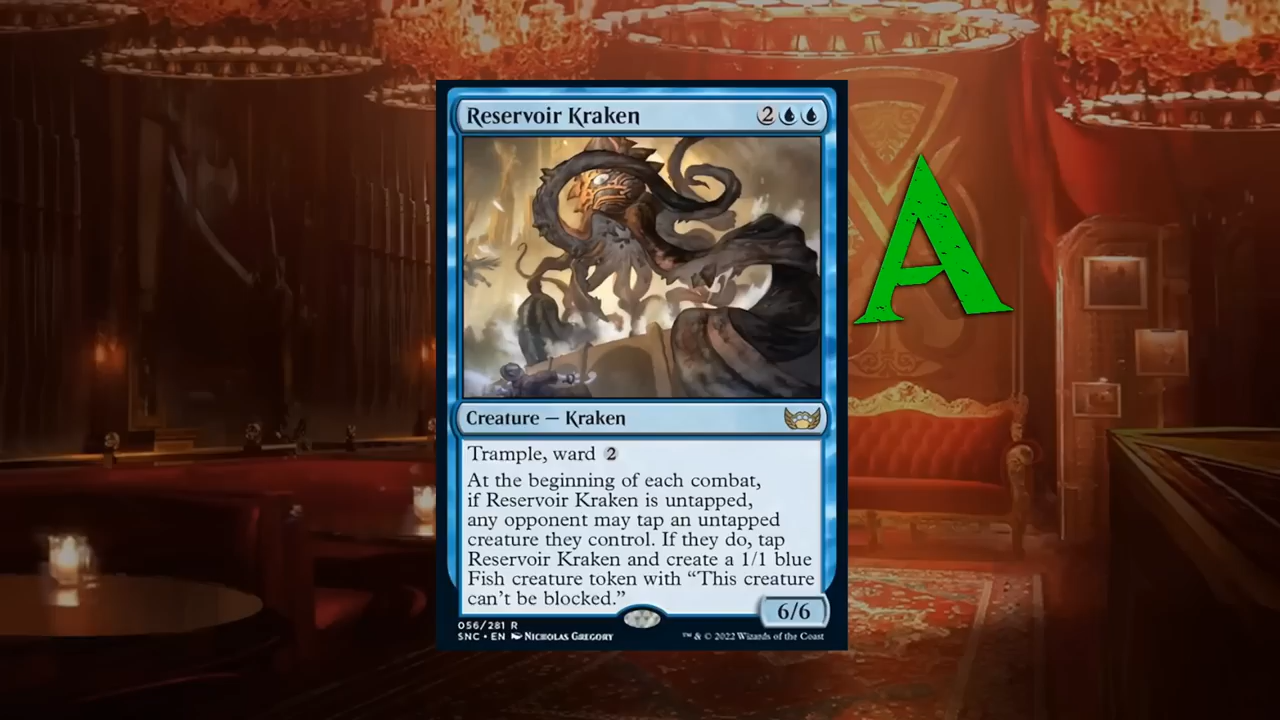 Reservoir Kraken 2
A
Creature — Kraken
Trample, ward 2
At the beginning of each combat,
if Reservoir Kraken is untapped,
any opponent may tap an untapped
creature they control. If they do, tap
Reservoir Kraken and create a 1/1 blue
Fish creature token with “This creature
can’t be blocked.”
6/6
056/281 R
SNC • EN Nicholas Gregory ™ & © 2022 Wizards of the Coast